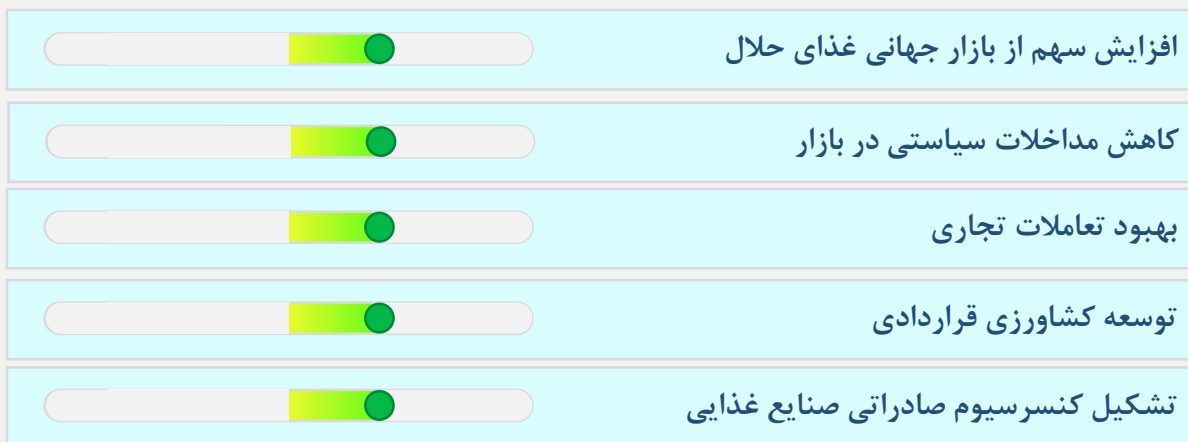 افزایش سهم از بازار جهانی غذای حلال
کاهش مداخلات سیاستی در بازار
بهبود تعاملات تجاری
توسعه کشاورزی قراردادی
تشکیل کنسرسیوم صادراتی صنایع غذایی